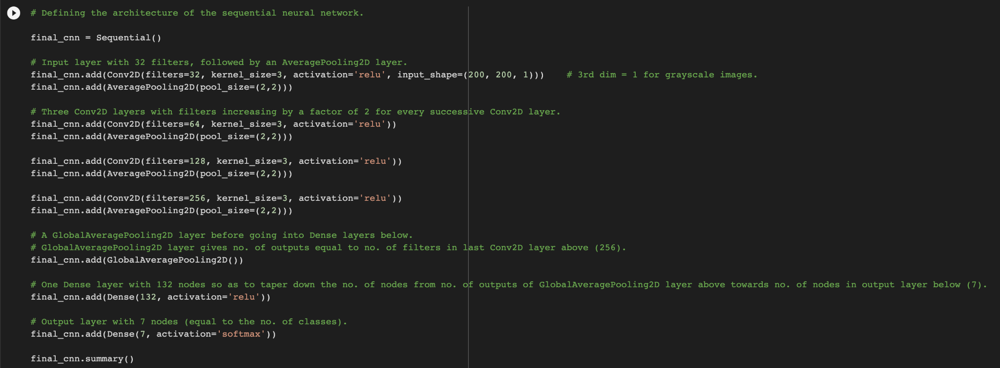 # Defining the architecture of the sequential neural network.
final_cnn = Sequential()
# Input layer with 32 filters, followed by an AveragePooling2D layer.
final_cnn.add(Conv2D(filters=32, kernel_size=3, activation='relu', input_shape=(200, 200, 1)))    # 3rd dim = 1 for grayscale images.
final_cnn.add(AveragePooling2D(pool_size=(2,2)))
# Three Conv2D layers with filters increasing by a factor of 2 for every successive Conv2D layer.
final_cnn.add(Conv2D(filters=64, kernel_size=3, activation='relu'))
final_cnn.add(AveragePooling2D(pool_size=(2,2)))
final_cnn.add(Conv2D(filters=128, kernel_size=3, activation='relu'))
final_cnn.add(AveragePooling2D(pool_size=(2,2)))
final_cnn.add(Conv2D(filters=256, kernel_size=3, activation='relu'))
final_cnn.add(AveragePooling2D(pool_size=(2,2)))
# A GlobalAveragePooling2D layer before going into Dense layers below.
# GlobalAveragePooling2D layer gives no. of outputs equal to no. of filters in last Conv2D layer above (256).
final_cnn.add(GlobalAveragePooling2D())
# One Dense layer with 132 nodes so as to taper down the no. of nodes from no. of outputs of GlobalAveragePooling2D layer above towards no. of nodes in output layer below (7).
final_cnn.add(Dense(132, activation='relu'))
# Output layer with 7 nodes (equal to the no. of classes).
final_cnn.add(Dense(7, activation='softmax'))
final_cnn.summary()